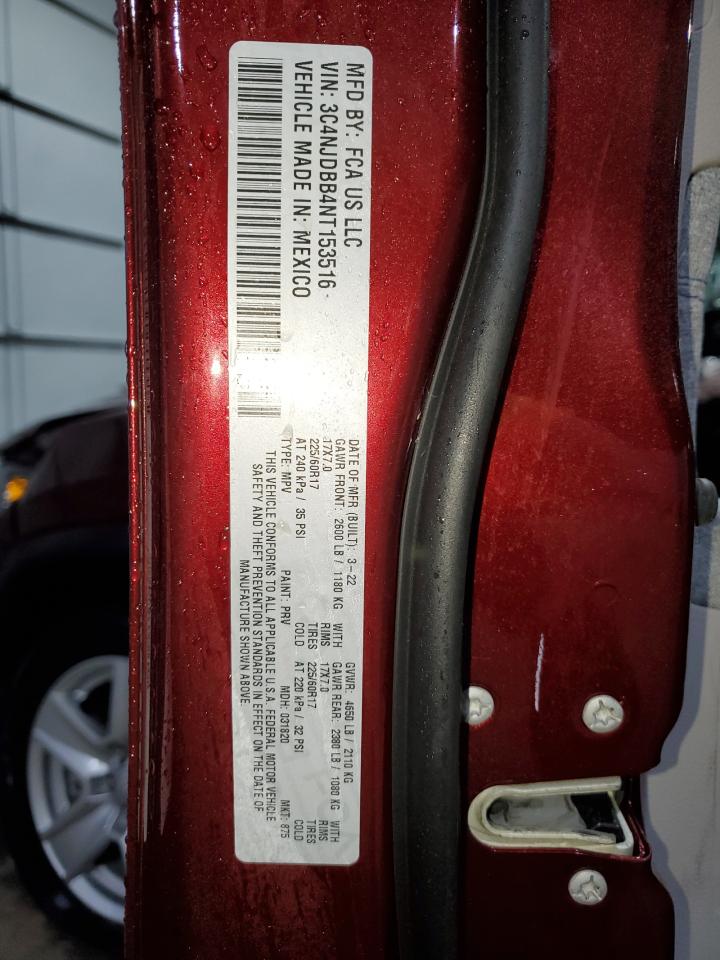 MFD BY: FCA US LLC
VIN: 3C4NJDBB4NT153516
VEHICLE MADE IN: MEXICO
DATE OF MFR (BUILT): 3-22 GVWR: 4650 LB / 2110 KG
GAWR FRONT: 2600 LB / 1180 KG WITH GAWR REAR: 2380 LB / 1080 KG WITH
17X7.0 RIMS 17X7.0 RIMS
225/60R17 TIRES 225/60R17 TIRES
AT 240 kPa / 35 PSI COLD AT 220 kPa / 32 PSI COLD
TYPE: MPV PAINT: PRV MDH: 031820 MKT: 875
THIS VEHICLE CONFORMS TO ALL APPLICABLE U.S.A. FEDERAL MOTOR VEHICLE
SAFETY AND THEFT PREVENTION STANDARDS IN EFFECT ON THE DATE OF
MANUFACTURE SHOWN ABOVE.